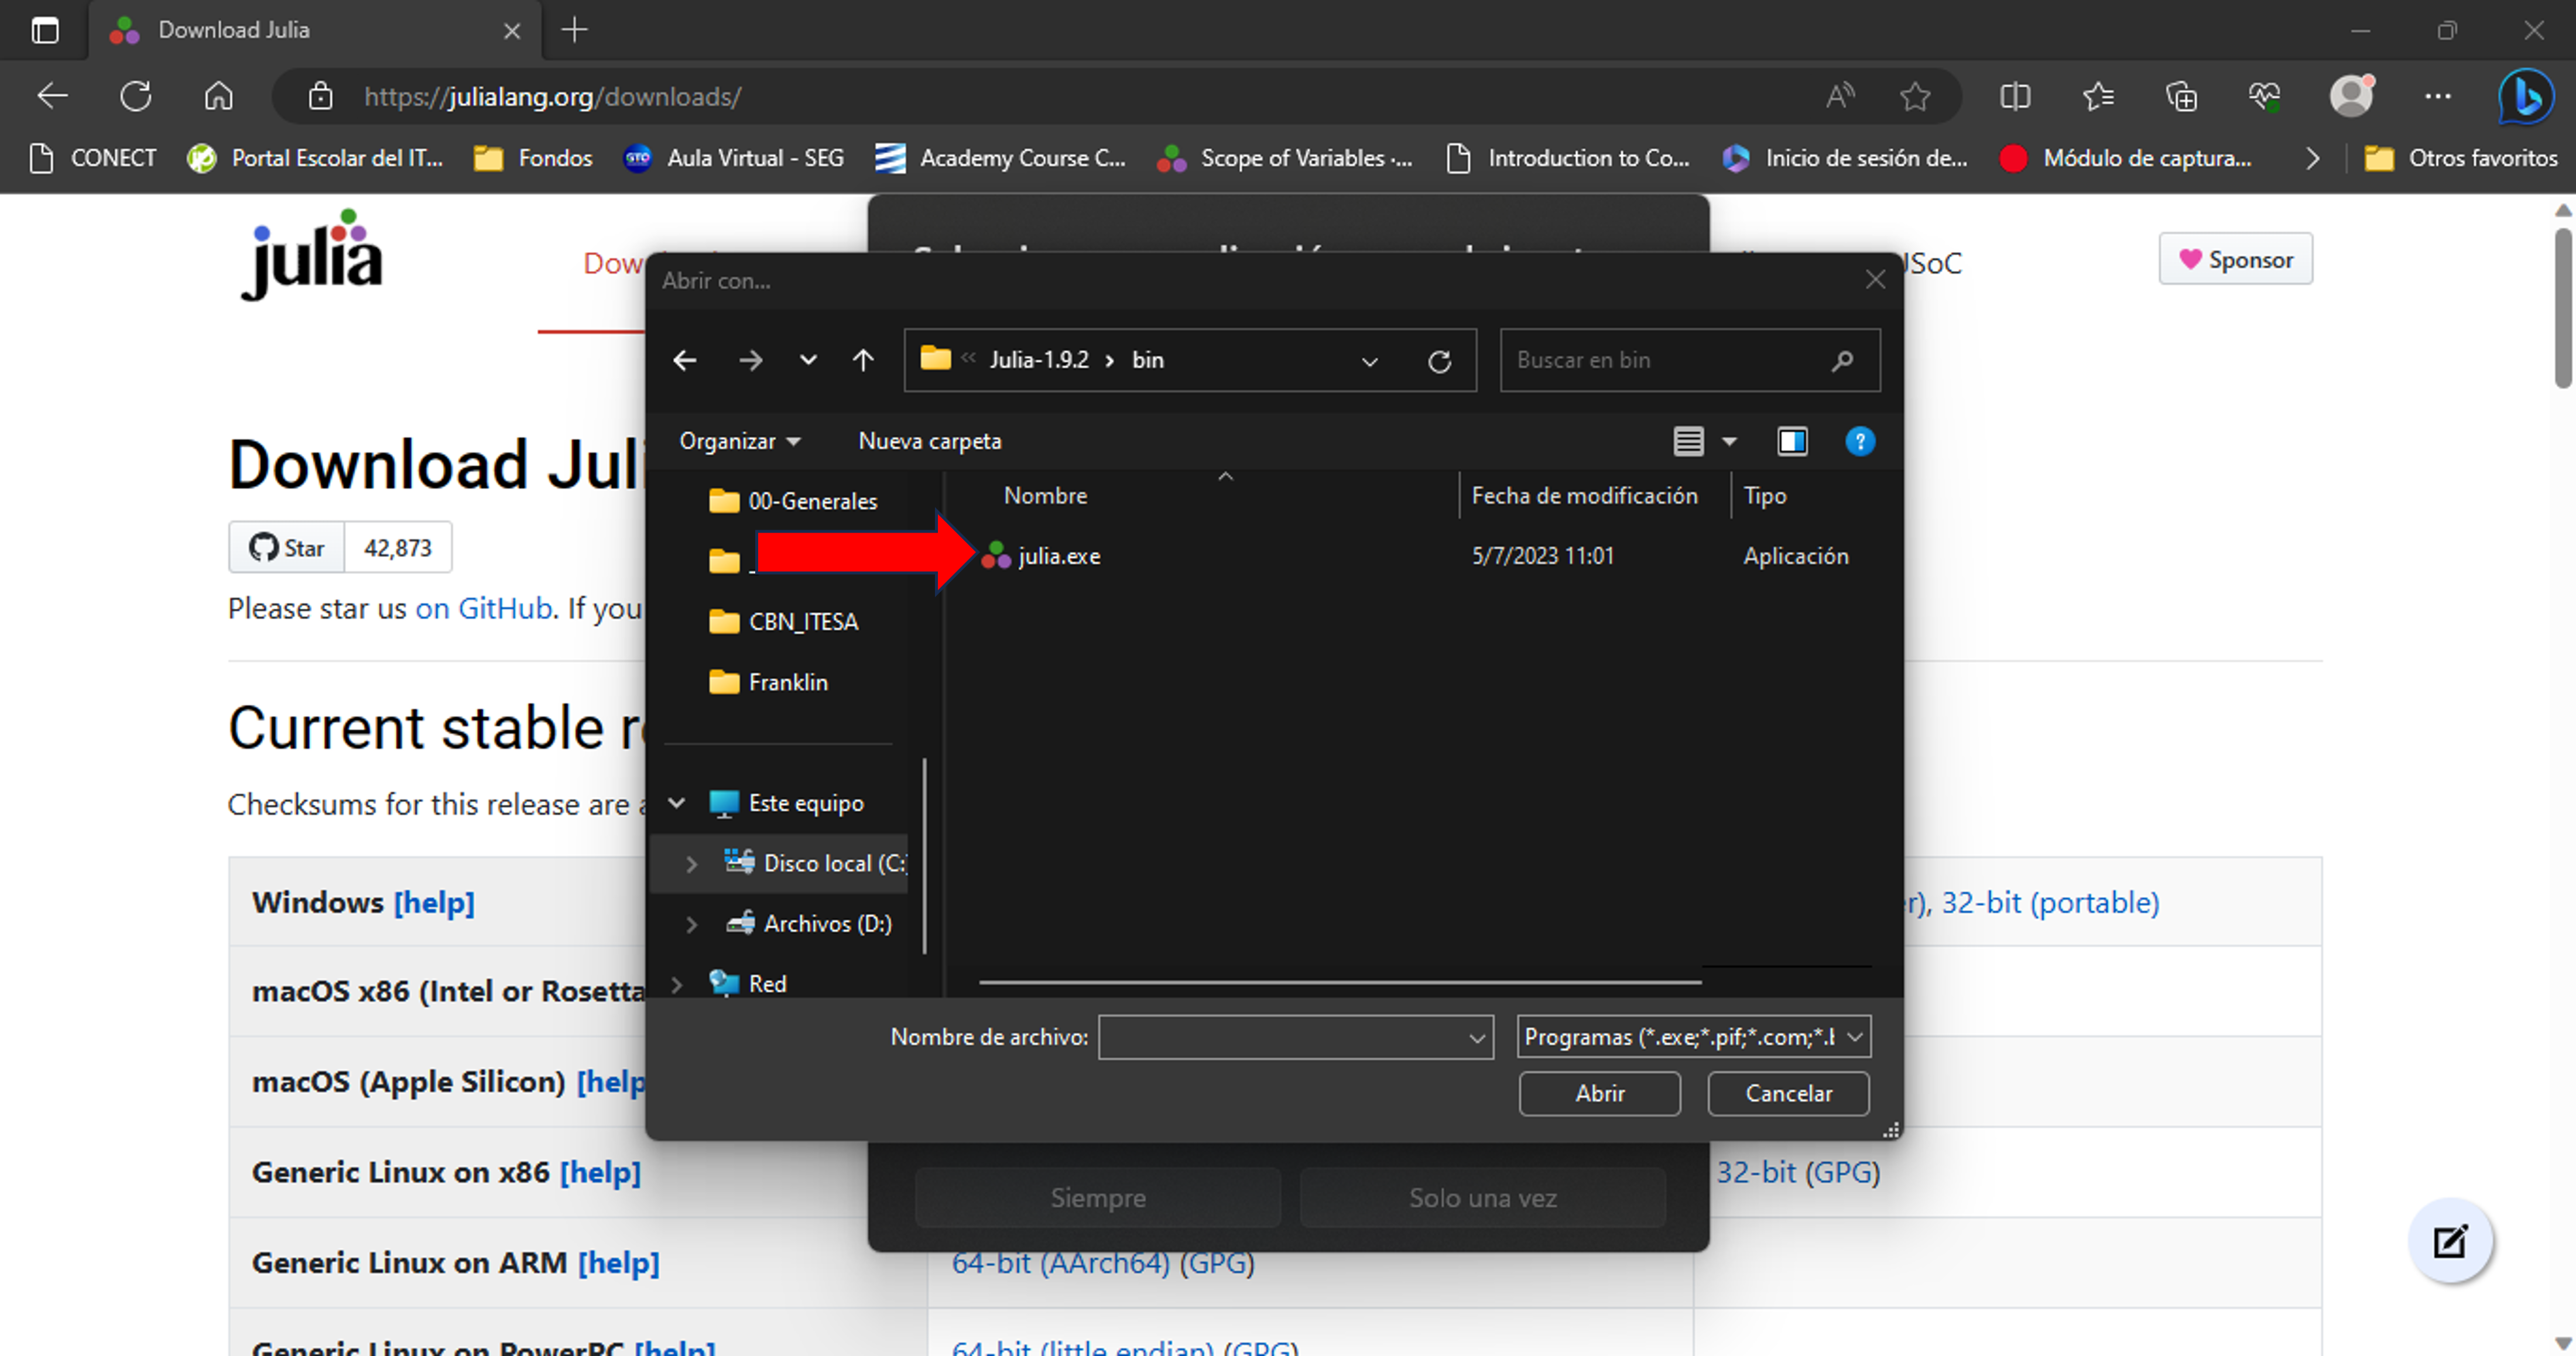 Download Julia
https://julialang.org/downloads/
CONECT
Portal Escolar del IT...
Fondos
Aula Virtual - SEG
Academy Course C...
Scope of Variables ·...
Introduction to Co...
Inicio de sesión de...
Módulo de captura...
Otros favoritos
julia
JSoC
Sponsor
Abrir con...
Julia-1.9.2 > bin
Buscar en bin
Organizar
Nueva carpeta
00-Generales
CBN_ITESA
Franklin
Este equipo
Disco local (C:)
Archivos (D:)
Red
Nombre
Fecha de modificación
Tipo
julia.exe
5/7/2023 11:01
Aplicación
Nombre de archivo:
Programas (*.exe;*.pif;*.com;*.b
Abrir
Cancelar
Siempre
Solo una vez
Download Juli
Star
42,873
Please star us on GitHub. If you
Current stable
Checksums for this release are
Windows [help]
32-bit (portable)
macOS x86 (Intel or Rosetta
macOS (Apple Silicon) [help
Generic Linux on x86 [help]
32-bit (GPG)
Generic Linux on ARM [help]
64-bit (AArch64) (GPG)
Generic Linux on PowerPC [help]
64-bit (little endian) (GPG)